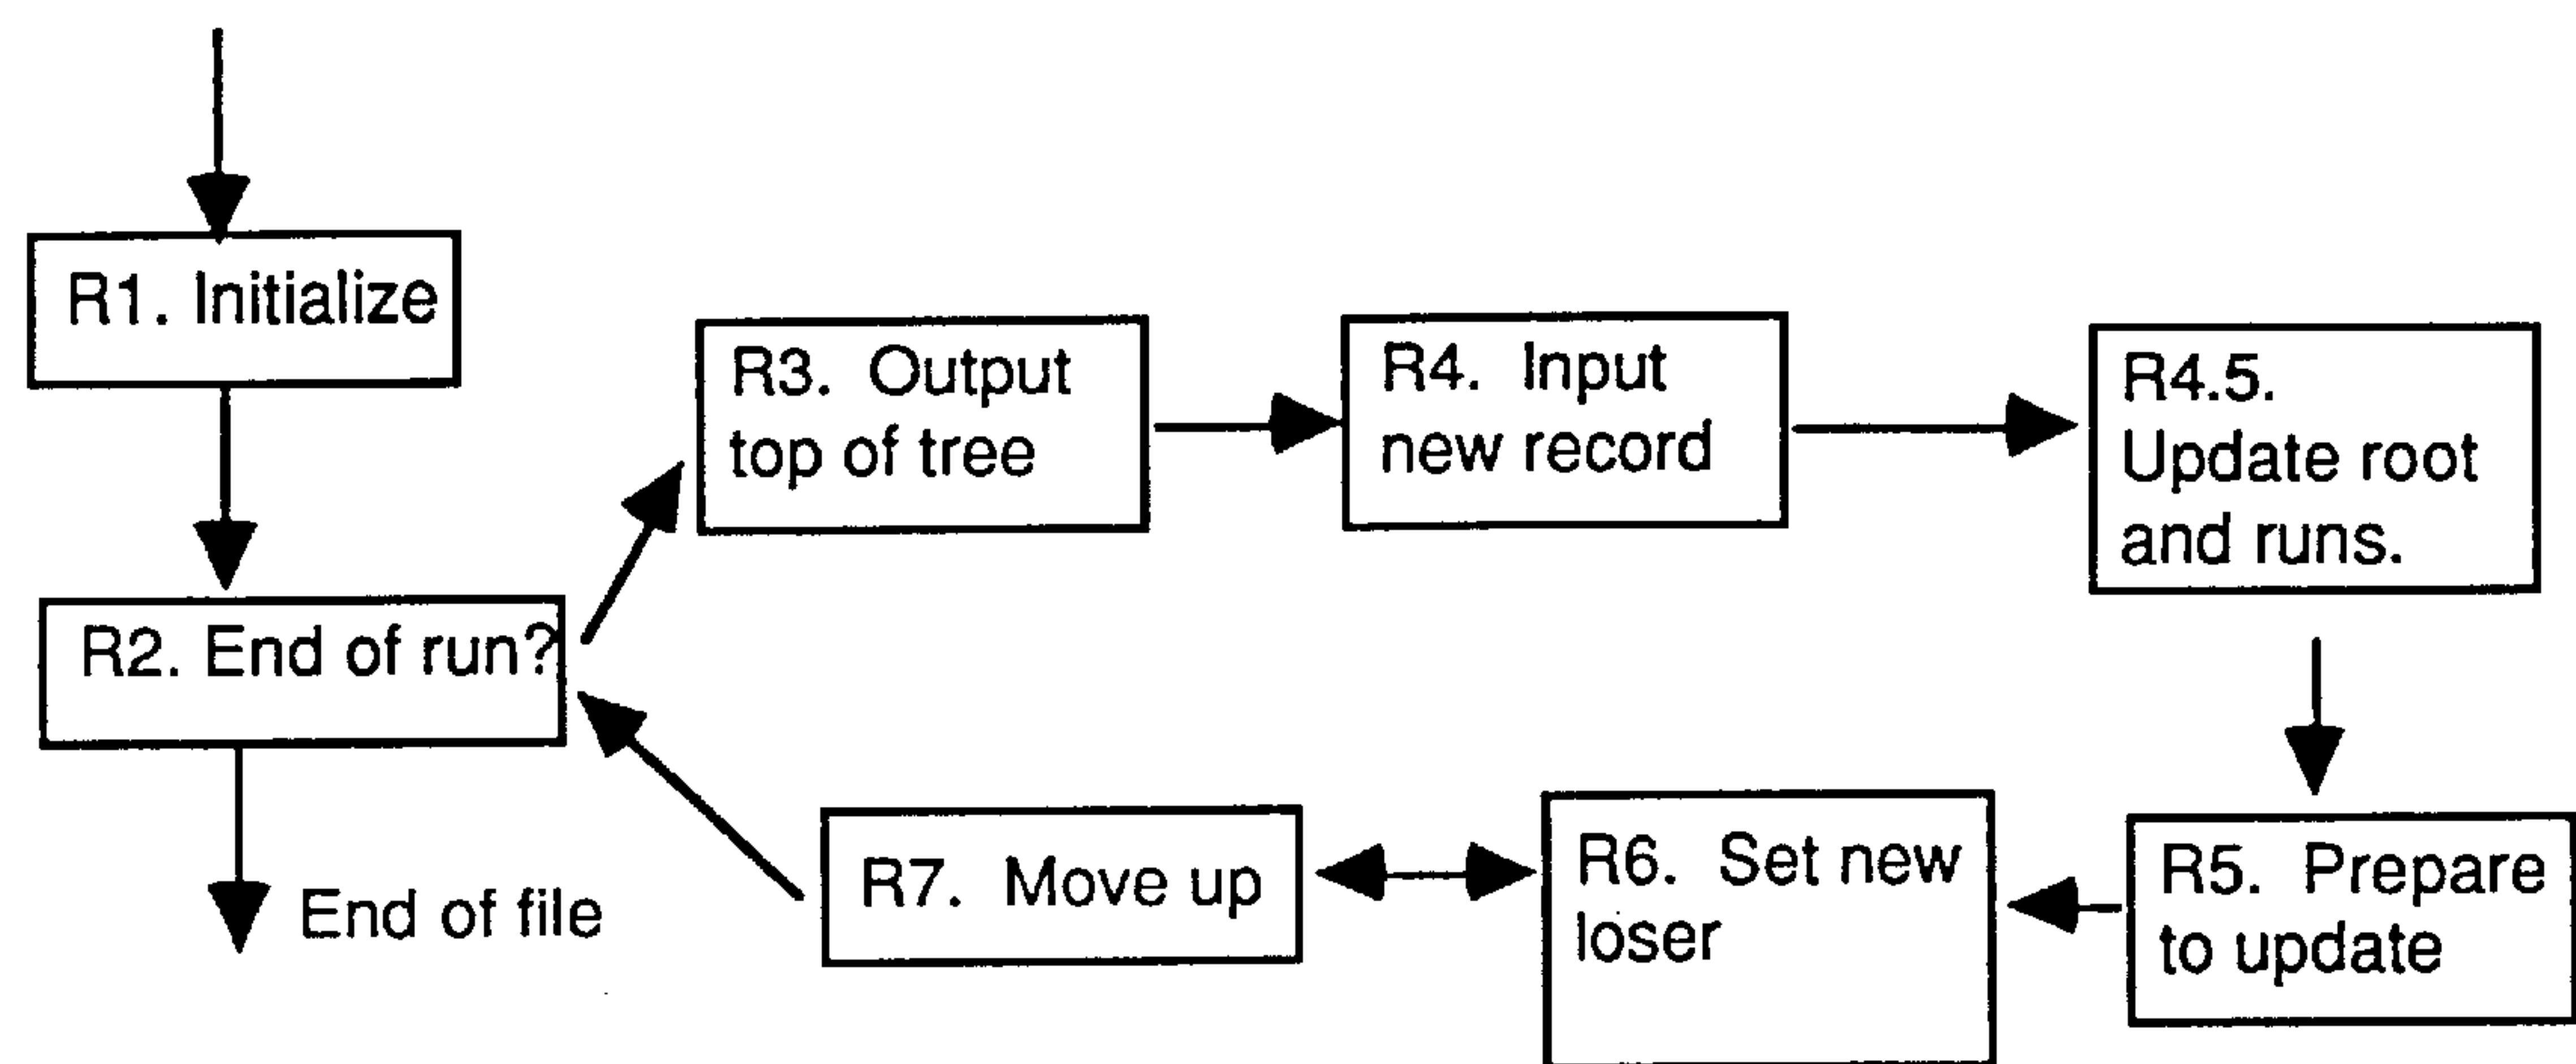 R1. Initialize
R2. End of run?
End of file
R3. Output
top of tree
R4. Input
new record
R4.5.
Update root
and runs.
R5. Prepare
to update
R6. Set new
loser
R7. Move up